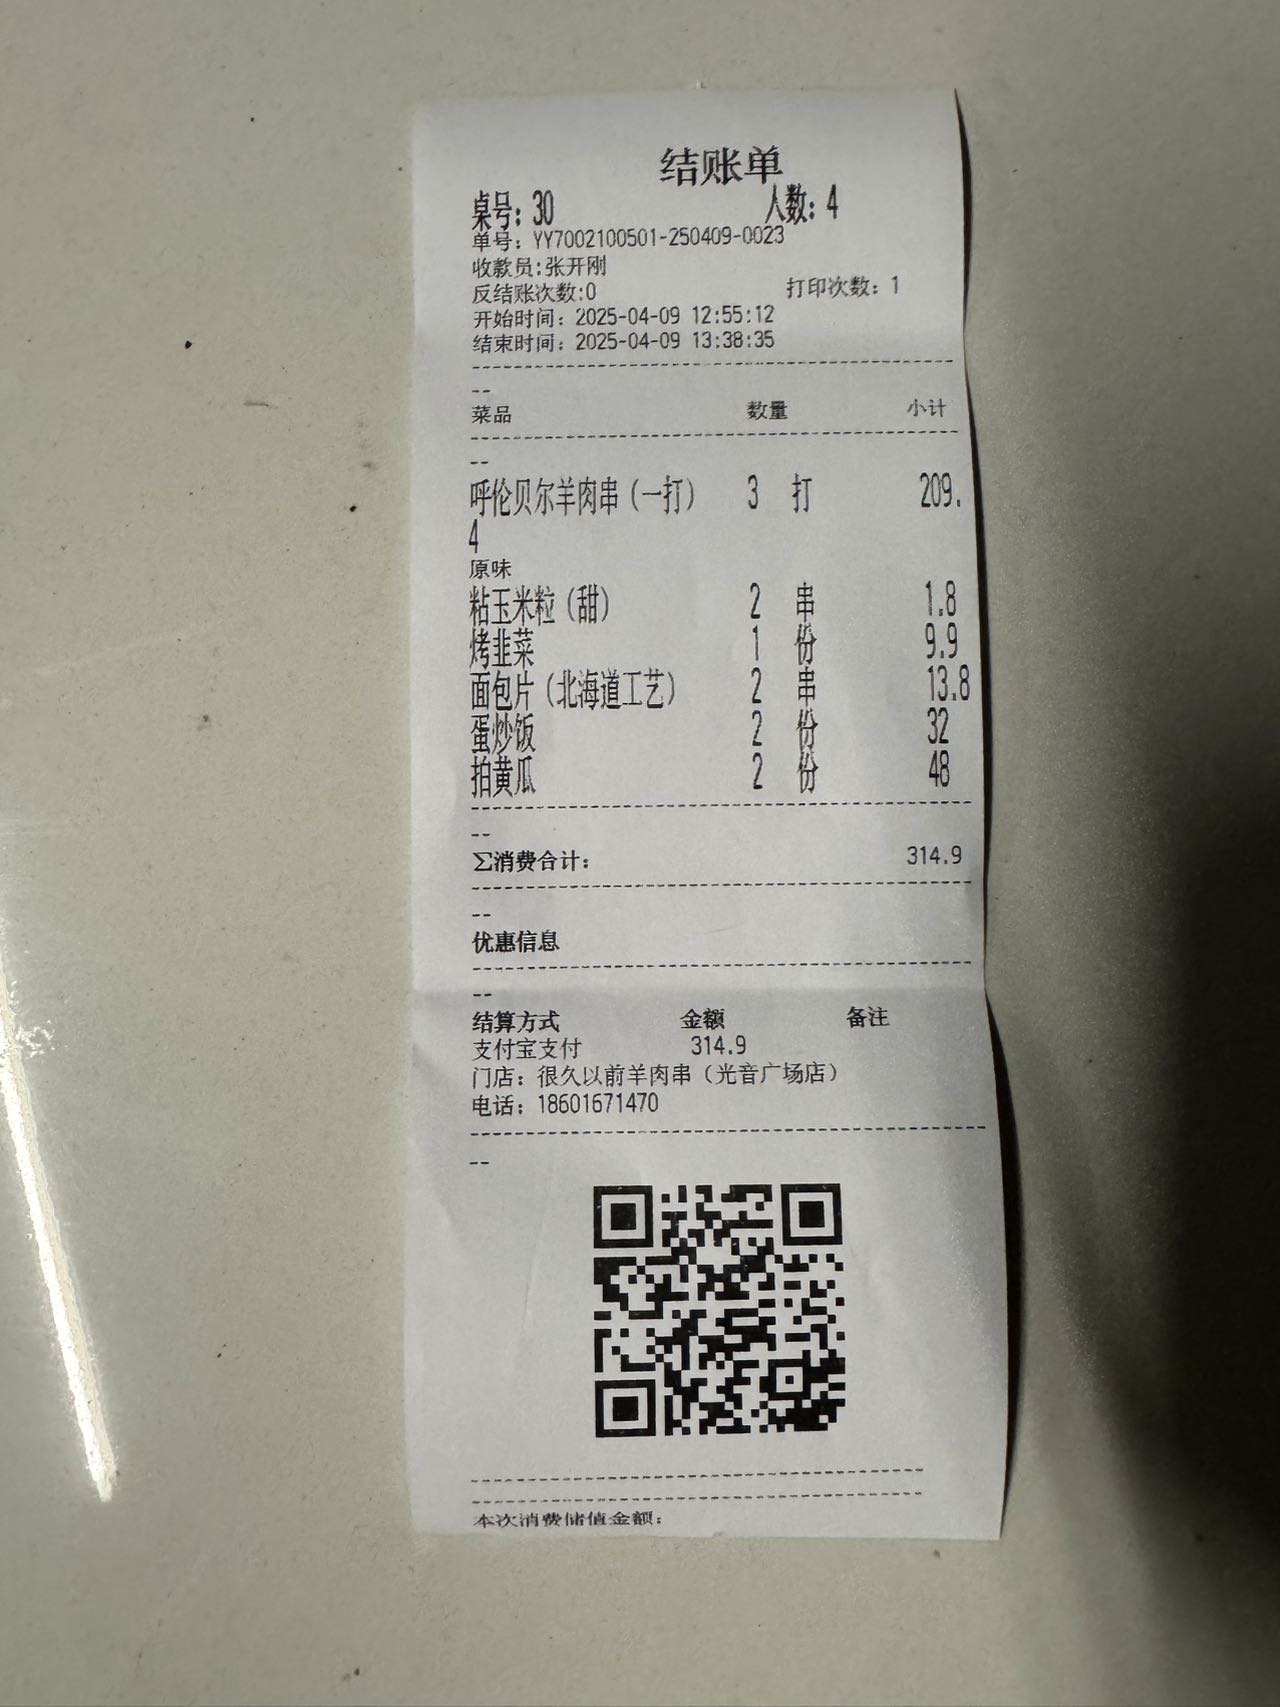 结账单
桌号：30 人数：4
单号：YY7002100501-250409-0023
收款员:张开刚
反结账次数:0 打印次数：1
开始时间：2025-04-09 12:55:12
结束时间：2025-04-09 13:38:35
--
菜品 数量 小计
--
呼伦贝尔羊肉串（一打） 3 打 209.
4
原味
粘玉米粒（甜） 2 串 1.8
烤韭菜 1 份 9.9
面包片（北海道工艺） 2 串 13.8
蛋炒饭 2 份 32
拍黄瓜 2 份 48
--
∑消费合计： 314.9
--
优惠信息
--
结算方式 金额 备注
支付宝支付 314.9
门店：很久以前羊肉串（光音广场店）
电话：18601671470
--
本次消费储值金额：